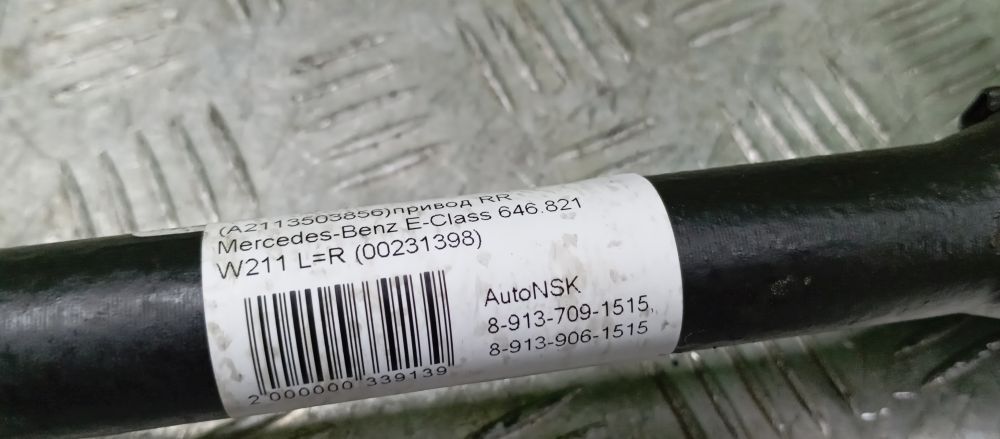 (A2113503856)привод RR
Mercedes-Benz E-Class 646.821
W211 L=R (00231398)
AutoNSK
8-913-709-1515,
8-913-906-1515
2 000000 339139